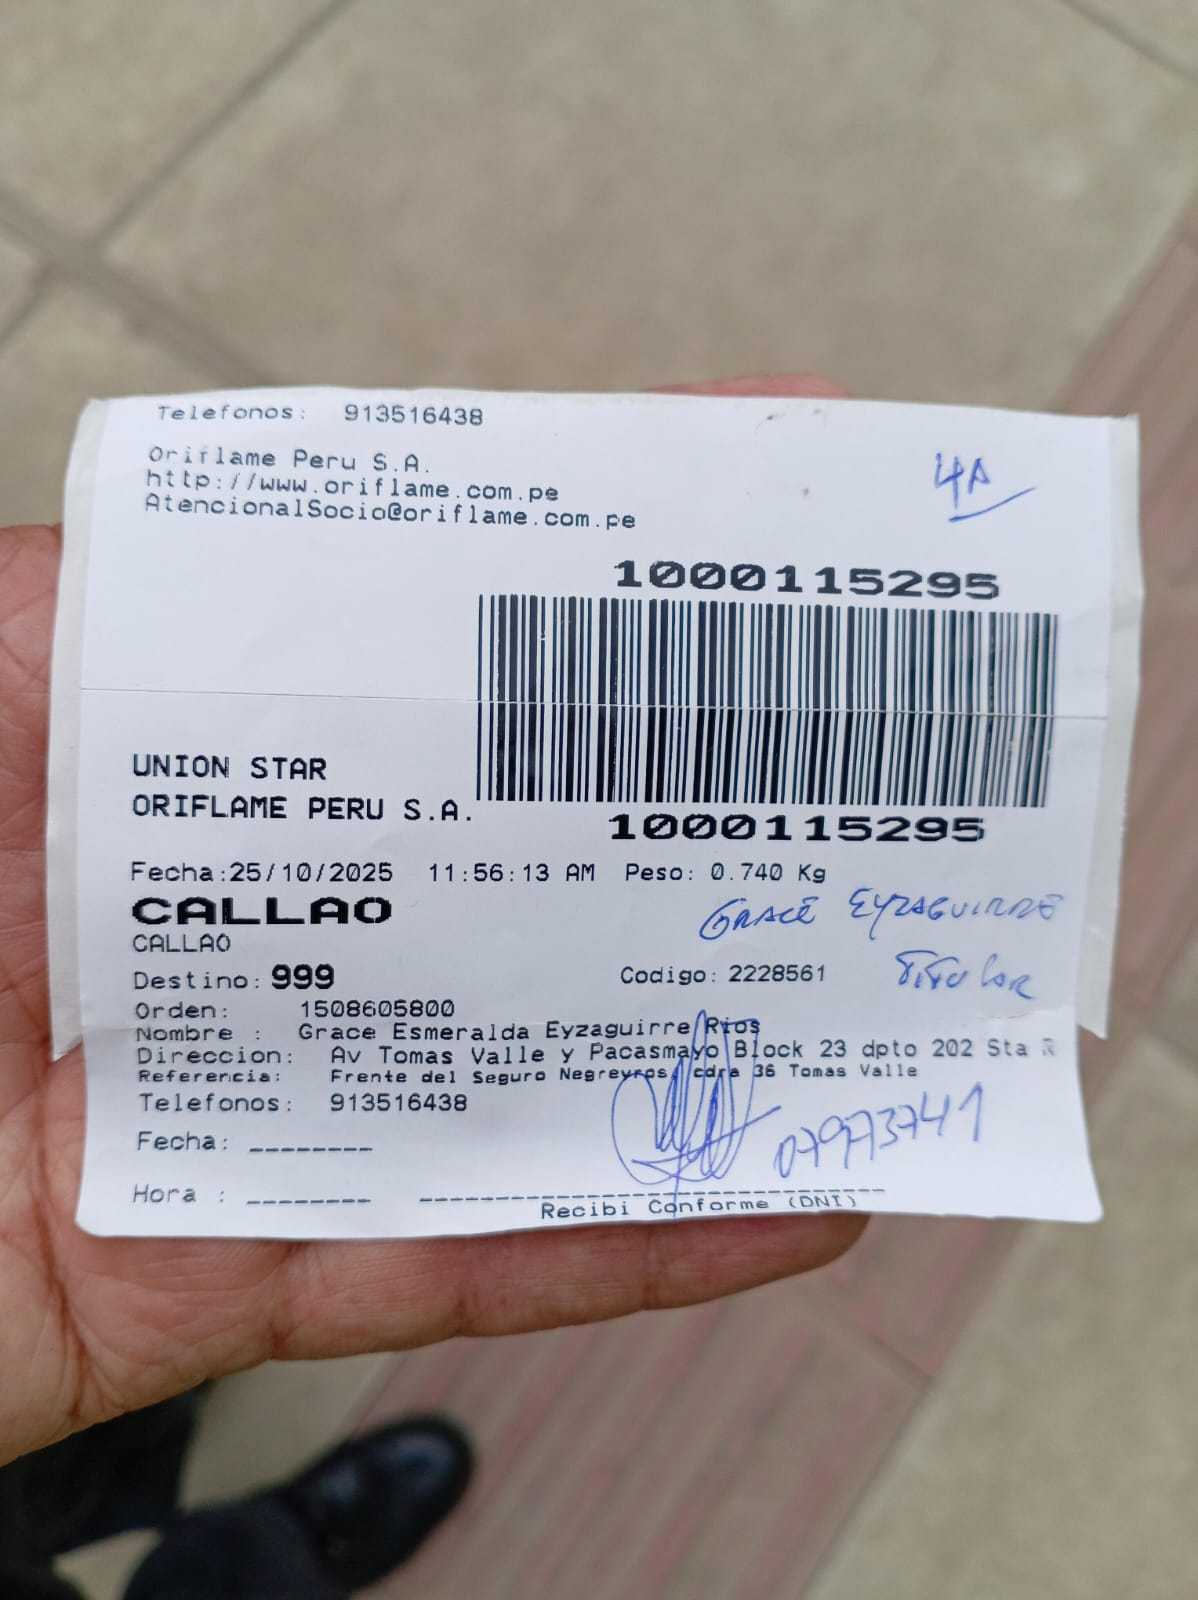 Telefonos: 913516438
Oriflame Peru S.A.
http://www.oriflame.com.pe
AtencionalSocio@oriflame.com.pe
4A
1000115295
UNION STAR
ORIFLAME PERU S.A.
1000115295
Fecha:25/10/2025 11:56:13 AM Peso: 0.740 Kg
CALLAO
GRACE EYZAGUIRRE
CALLAO
Destino: 999 Codigo: 2228561 TITULAR
Orden: 1508605800
Nombre : Grace Esmeralda Eyzaguirre Rios
Direccion: Av Tomas Valle y Pacasmayo Block 23 dpto 202 Sta R
Referencia: Frente del Seguro Negreyros, cdra 36 Tomas Valle
Telefonos: 913516438
07973741
Fecha: ________
Hora : ________
Recibi Conforme (DNI)